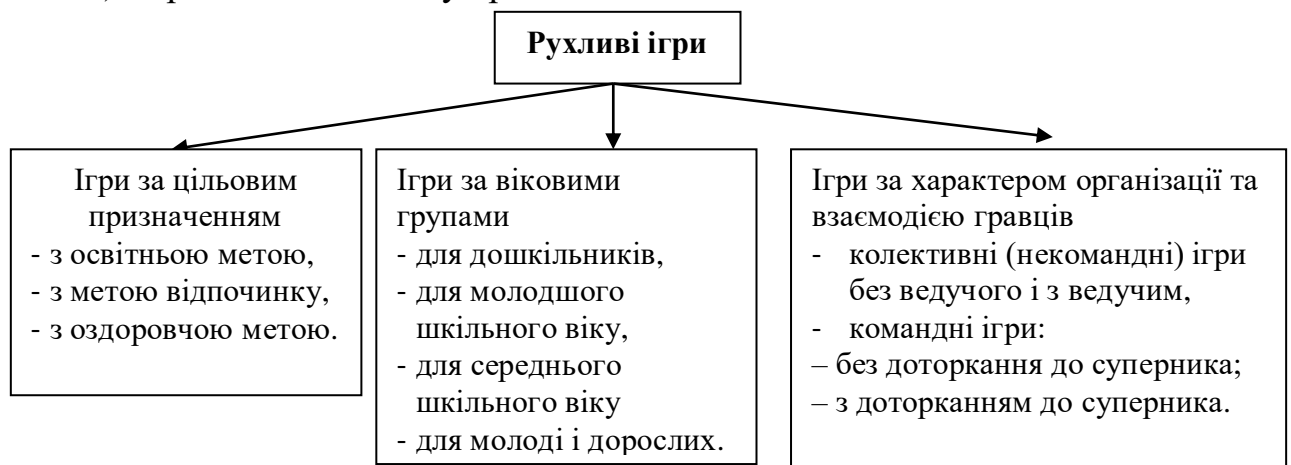 Рухливі ігри
Ігри за цільовим
призначенням
- з освітньою метою,
- з метою відпочинку,
- з оздоровчою метою.
Ігри за віковими
групами
- для дошкільників,
- для молодшого
шкільного віку,
- для середнього
шкільного віку
- для молоді і дорослих.
Ігри за характером організації та
взаємодією гравців
- колективні (некомандні) ігри
без ведучого і з ведучим,
- командні ігри:
– без доторкання до суперника;
– з доторканням до суперника.